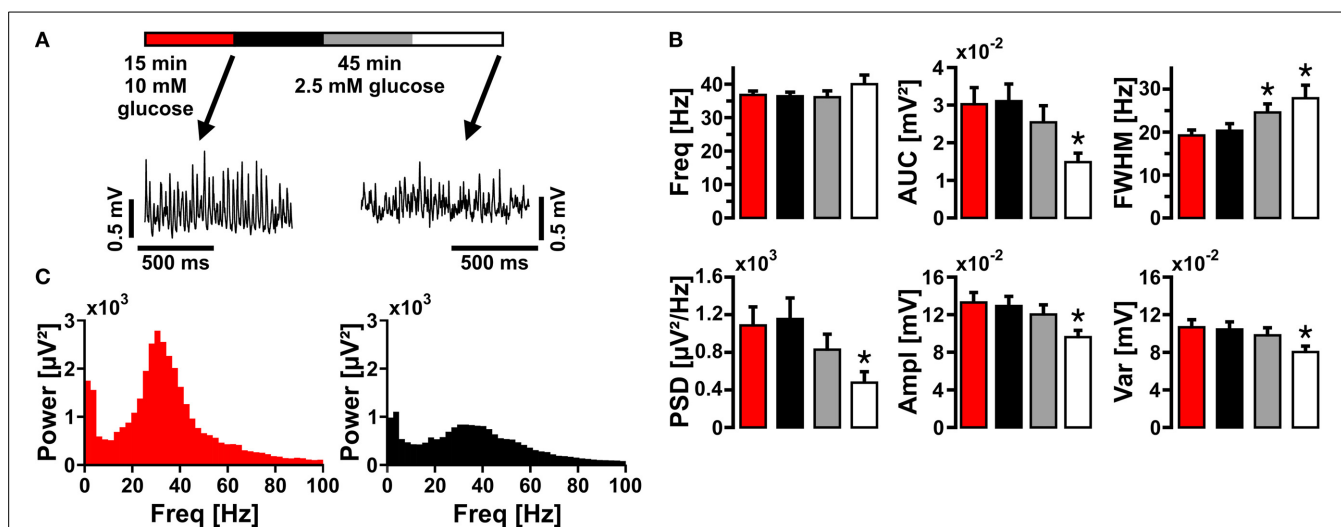 A
15 min
10 mM
glucose
45 min
2.5 mM glucose
0.5 mV
500 ms
0.5 mV
500 ms
B
Freq [Hz]
60
40
20
0
x10⁻²
AUC [mV²]
4
3
2
1
0
*
FWHM [Hz]
30
20
10
0
*
*
x10³
PSD [µV²/Hz]
1.6
1.2
0.8
0.4
0
*
x10⁻²
Ampl [mV]
16
12
8
4
0
*
x10⁻²
Var [mV]
16
12
8
4
0
*
C
x10³
Power [µV²]
3
2
1
0
0 20 40 60 80 100
Freq [Hz]
x10³
Power [µV²]
3
2
1
0
0 20 40 60 80 100
Freq [Hz]